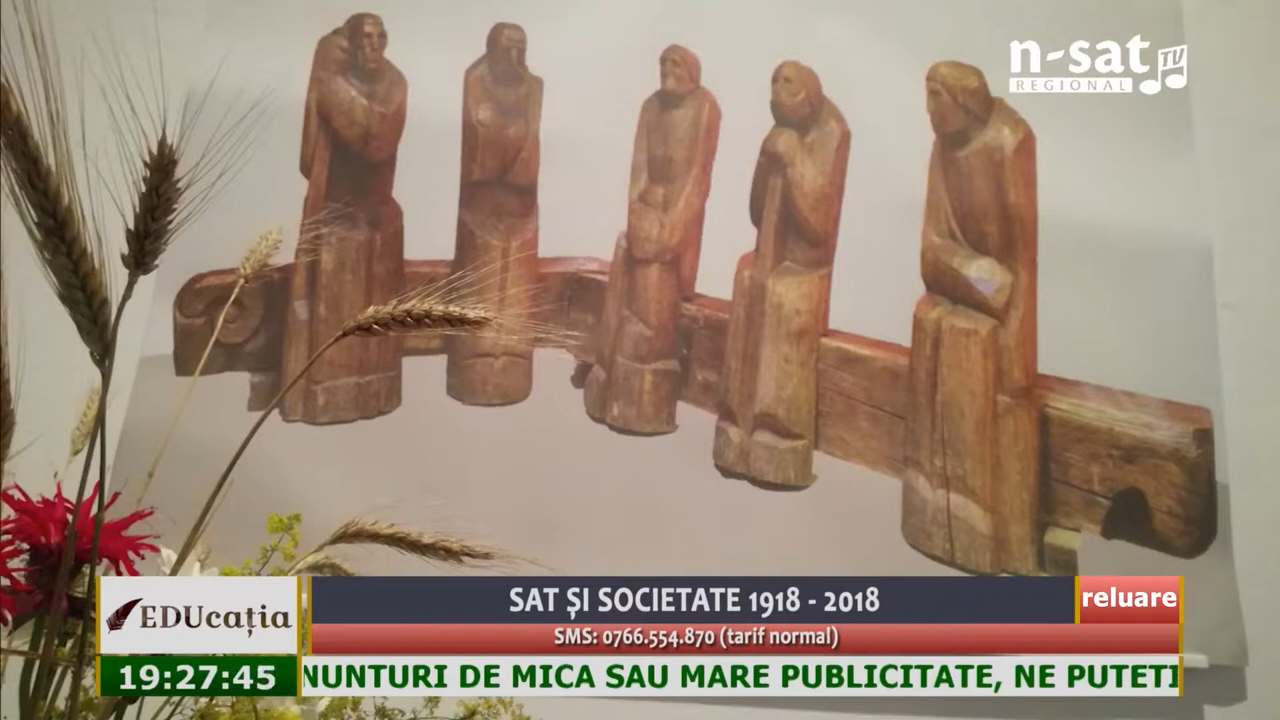 n-sat TV
REGIONAL
SAT ȘI SOCIETATE 1918 - 2018
reluare
EDUcația
SMS: 0766.554.870 (tarif normal)
19:27:45
NUNTURI DE MICA SAU MARE PUBLICITATE, NE PUTETI